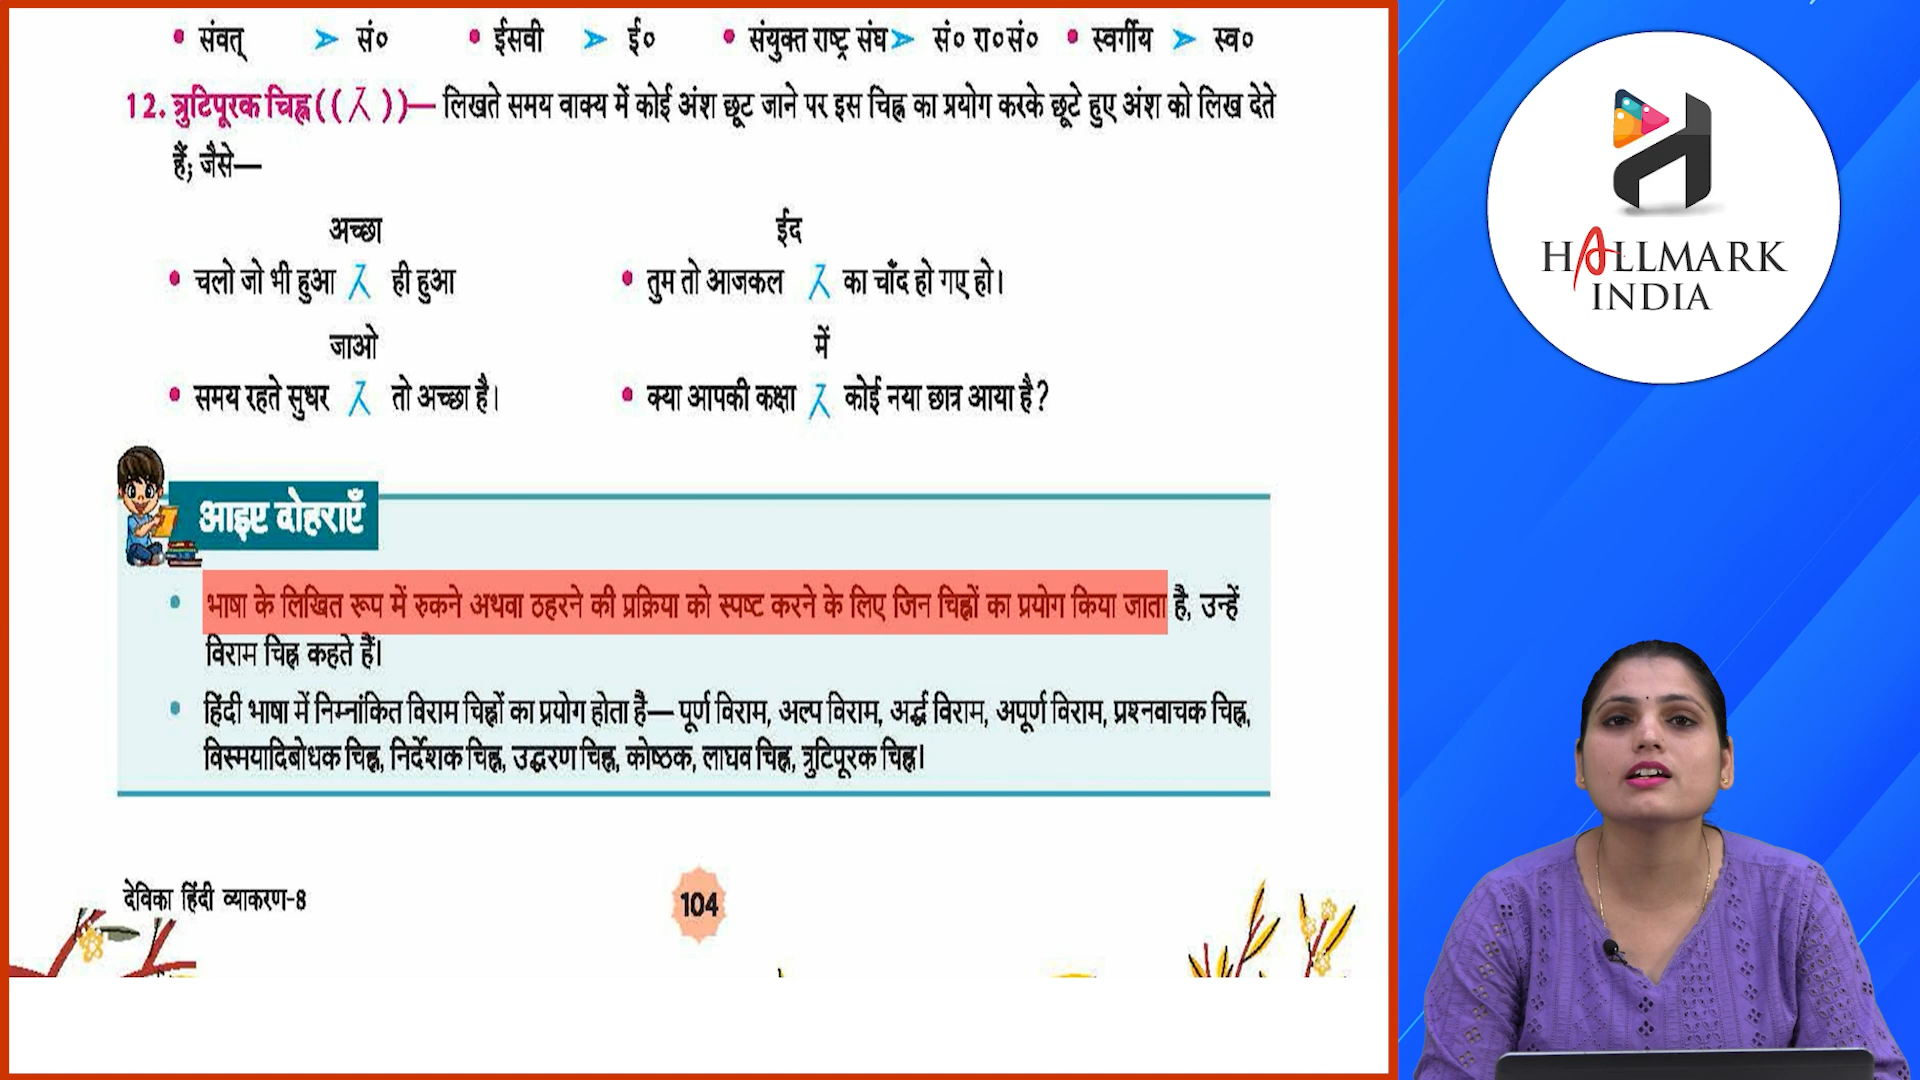 • संवत् ➢ सं० • ईसवी ➢ ई० • संयुक्त राष्ट्र संघ ➢ सं० रा०सं० • स्वर्गीय ➢ स्व०
12. त्रुटिपूरक चिह्न((⁁))— लिखते समय वाक्य में कोई अंश छूट जाने पर इस चिह्न का प्रयोग करके छूटे हुए अंश को लिख देते
हैं; जैसे—
अच्छा ईद
• चलो जो भी हुआ ⁁ ही हुआ • तुम तो आजकल ⁁ का चाँद हो गए हो।
जाओ में
• समय रहते सुधर ⁁ तो अच्छा है। • क्या आपकी कक्षा ⁁ कोई नया छात्र आया है?
आइए दोहराएँ
• भाषा के लिखित रूप में रुकने अथवा ठहरने की प्रक्रिया को स्पष्ट करने के लिए जिन चिह्नों का प्रयोग किया जाता है, उन्हें
विराम चिह्न कहते हैं।
• हिंदी भाषा में निम्नांकित विराम चिह्नों का प्रयोग होता है— पूर्ण विराम, अल्प विराम, अर्द्ध विराम, अपूर्ण विराम, प्रश्नवाचक चिह्न,
विस्मयादिबोधक चिह्न, निर्देशक चिह्न, उद्धरण चिह्न, कोष्ठक, लाघव चिह्न, त्रुटिपूरक चिह्न।
देविका हिंदी व्याकरण-8
104
HALLMARK
INDIA